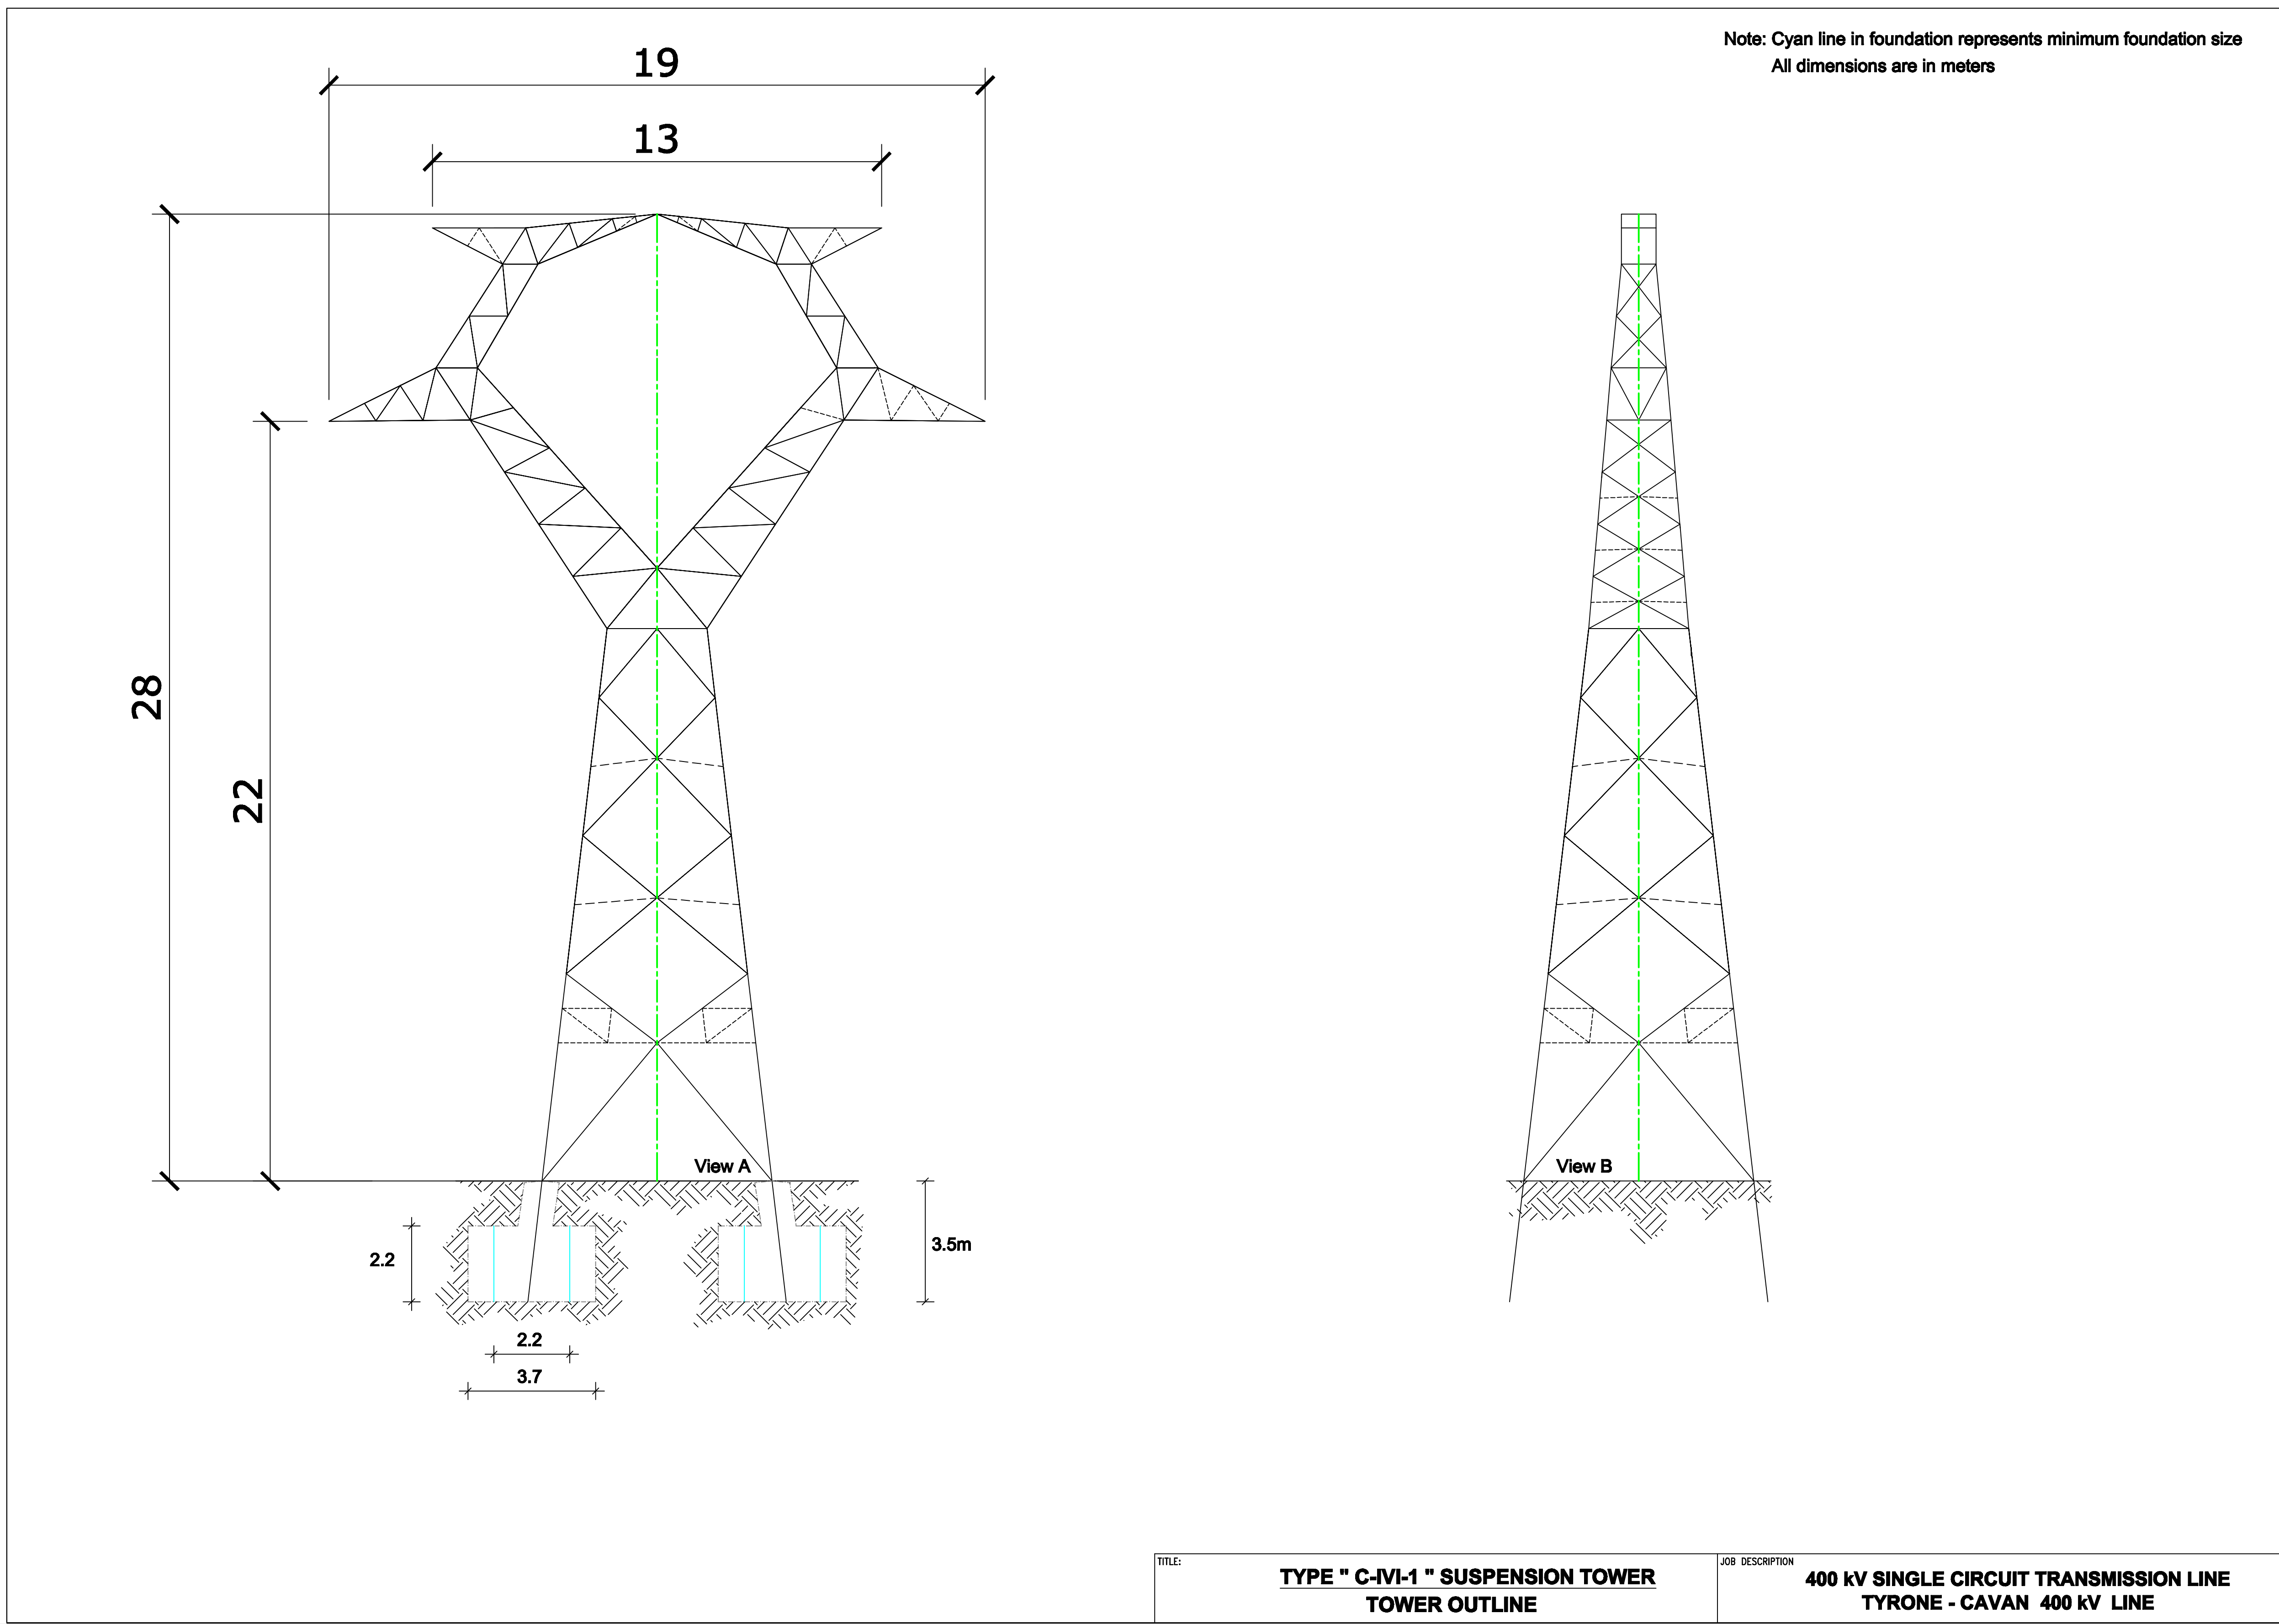 Note: Cyan line in foundation represents minimum foundation size
All dimensions are in meters
19
13
28
22
View A
View B
2.2
3.5m
2.2
3.7
TITLE:
TYPE " C-IVI-1 " SUSPENSION TOWER
TOWER OUTLINE
JOB DESCRIPTION
400 kV SINGLE CIRCUIT TRANSMISSION LINE
TYRONE - CAVAN 400 kV LINE